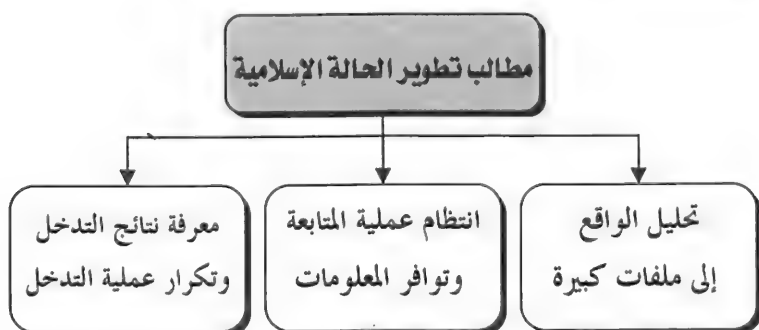 مطالب تطوير الحالة الإسلامية
تحليل الواقع
إلى ملفات كبيرة
انتظام عملية المتابعة
وتوافر المعلومات
معرفة نتائج التدخل
وتكرار عملية التدخل